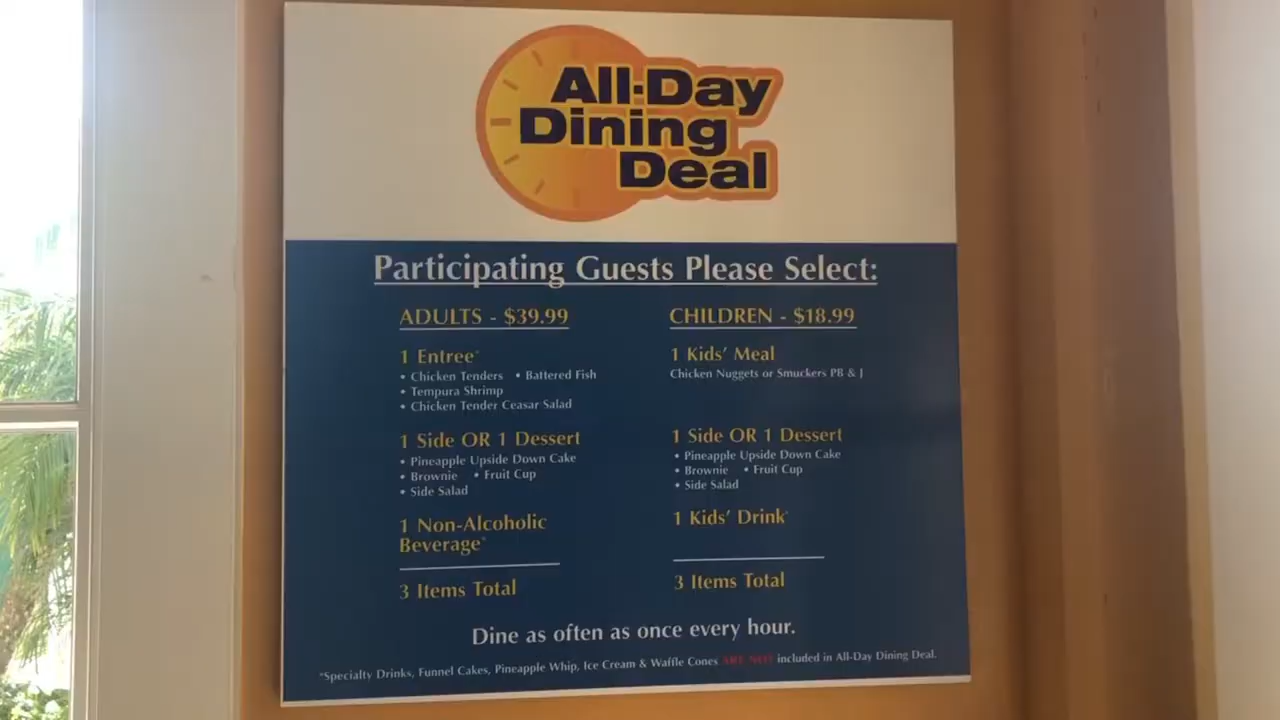 All-Day
Dining
Deal
Participating Guests Please Select:
ADULTS - $39.99
1 Entree*
• Chicken Tenders • Battered Fish
• Tempura Shrimp
• Chicken Tender Ceasar Salad
1 Side OR 1 Dessert
• Pineapple Upside Down Cake
• Brownie • Fruit Cup
• Side Salad
1 Non-Alcoholic
Beverage*
3 Items Total
CHILDREN - $18.99
1 Kids' Meal
Chicken Nuggets or Smuckers PB & J
1 Side OR 1 Dessert
• Pineapple Upside Down Cake
• Brownie • Fruit Cup
• Side Salad
1 Kids' Drink*
3 Items Total
Dine as often as once every hour.
*Specialty Drinks, Funnel Cakes, Pineapple Whip, Ice Cream & Waffle Cones ARE NOT included in All-Day Dining Deal.